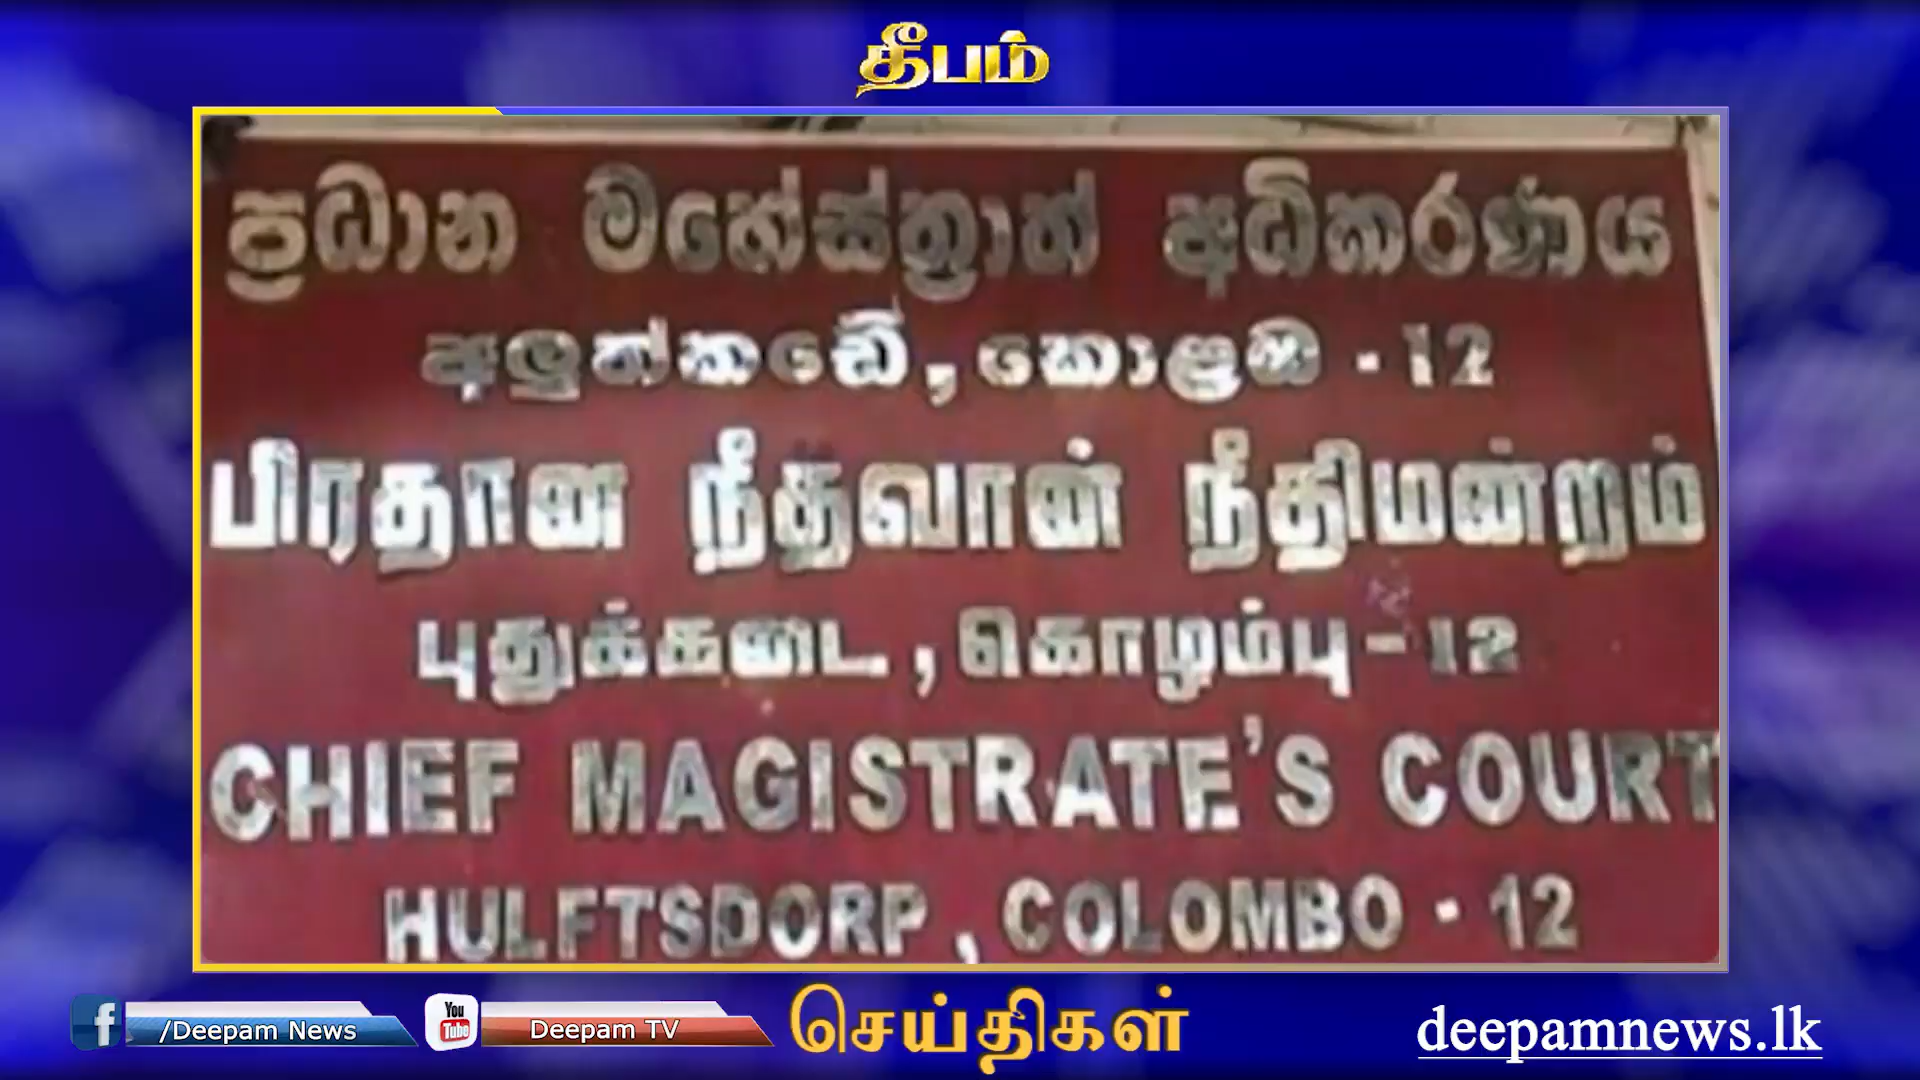 தீபம்
ප්‍රධාන මහේස්ත්‍රාත් අධිකරණය
අලුත්කඩේ, කොළඹ - 12
பிரதான நீதவான் நீதிமன்றம்
புதுக்கடை, கொழும்பு - 12
CHIEF MAGISTRATE'S COURT
HULFTSDORP, COLOMBO - 12
/Deepam News
You Tube
Deepam TV
செய்திகள்
deepamnews.lk